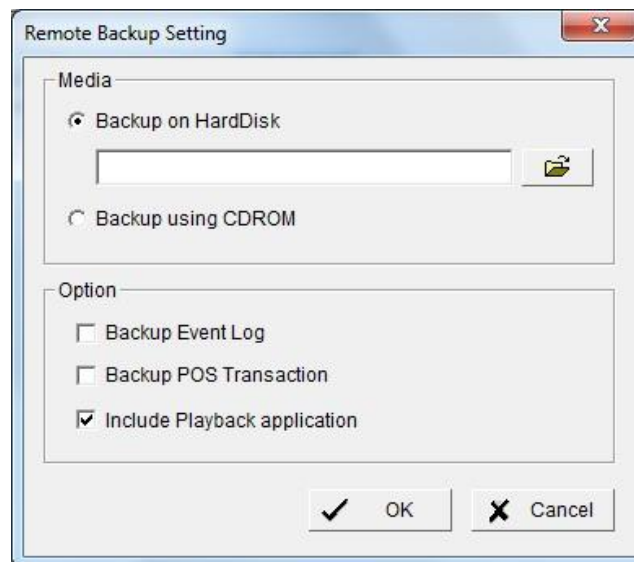 Remote Backup Setting
Media
Backup on HardDisk
Backup using CDROM
Option
Backup Event Log
Backup POS Transaction
Include Playback application
OK
Cancel